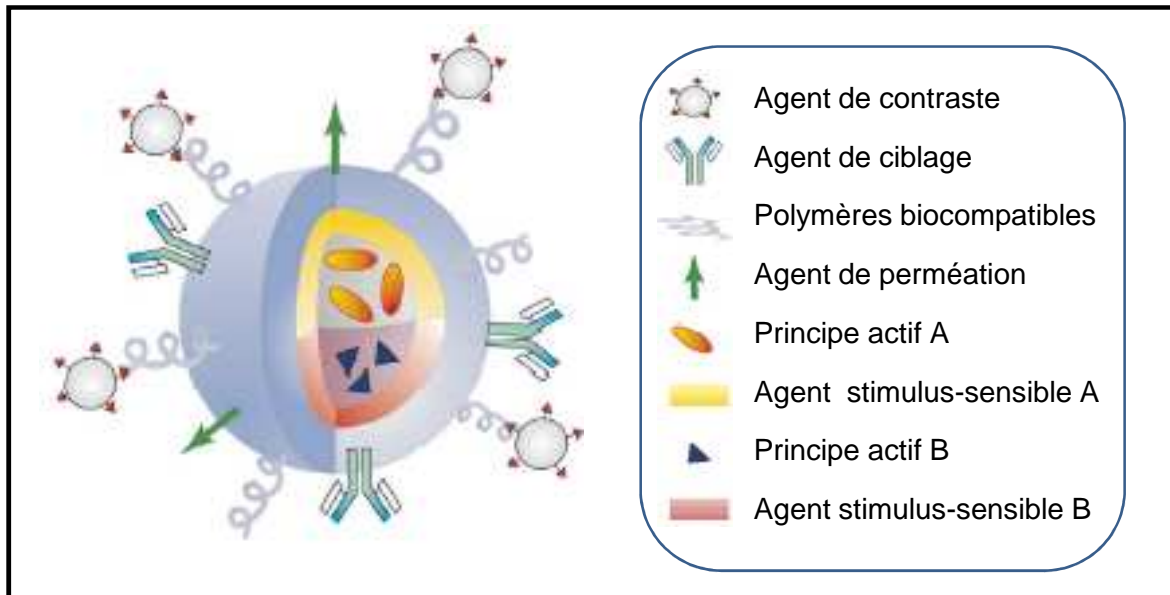 Agent de contraste
Agent de ciblage
Polymères biocompatibles
Agent de perméation
Principe actif A
Agent stimulus-sensible A
Principe actif B
Agent stimulus-sensible B